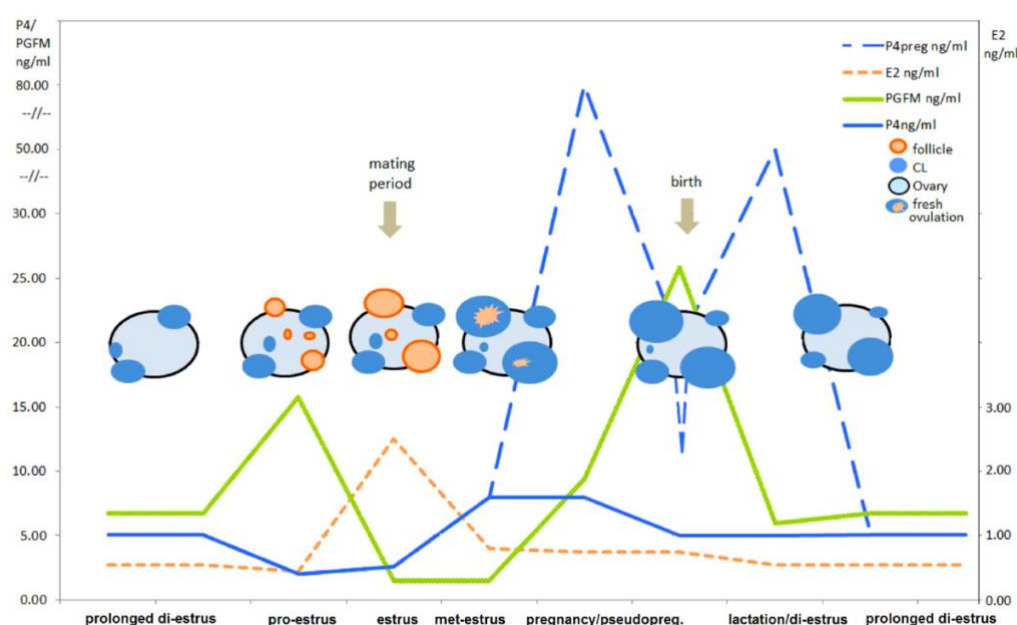 P4/
PGFM
ng/ml
80.00
--//--
50.00
--//--
30.00
25.00
20.00
15.00
10.00
5.00
0.00
mating
period
birth
E2
ng/ml
P4preg ng/ml
E2 ng/ml
PGFM ng/ml
P4ng/ml
follicle
CL
Ovary
fresh
ovulation
3.00
2.00
1.00
0.00
prolonged di-estrus pro-estrus estrus met-estrus pregnancy/pseudopreg. lactation/di-estrus prolonged di-estrus